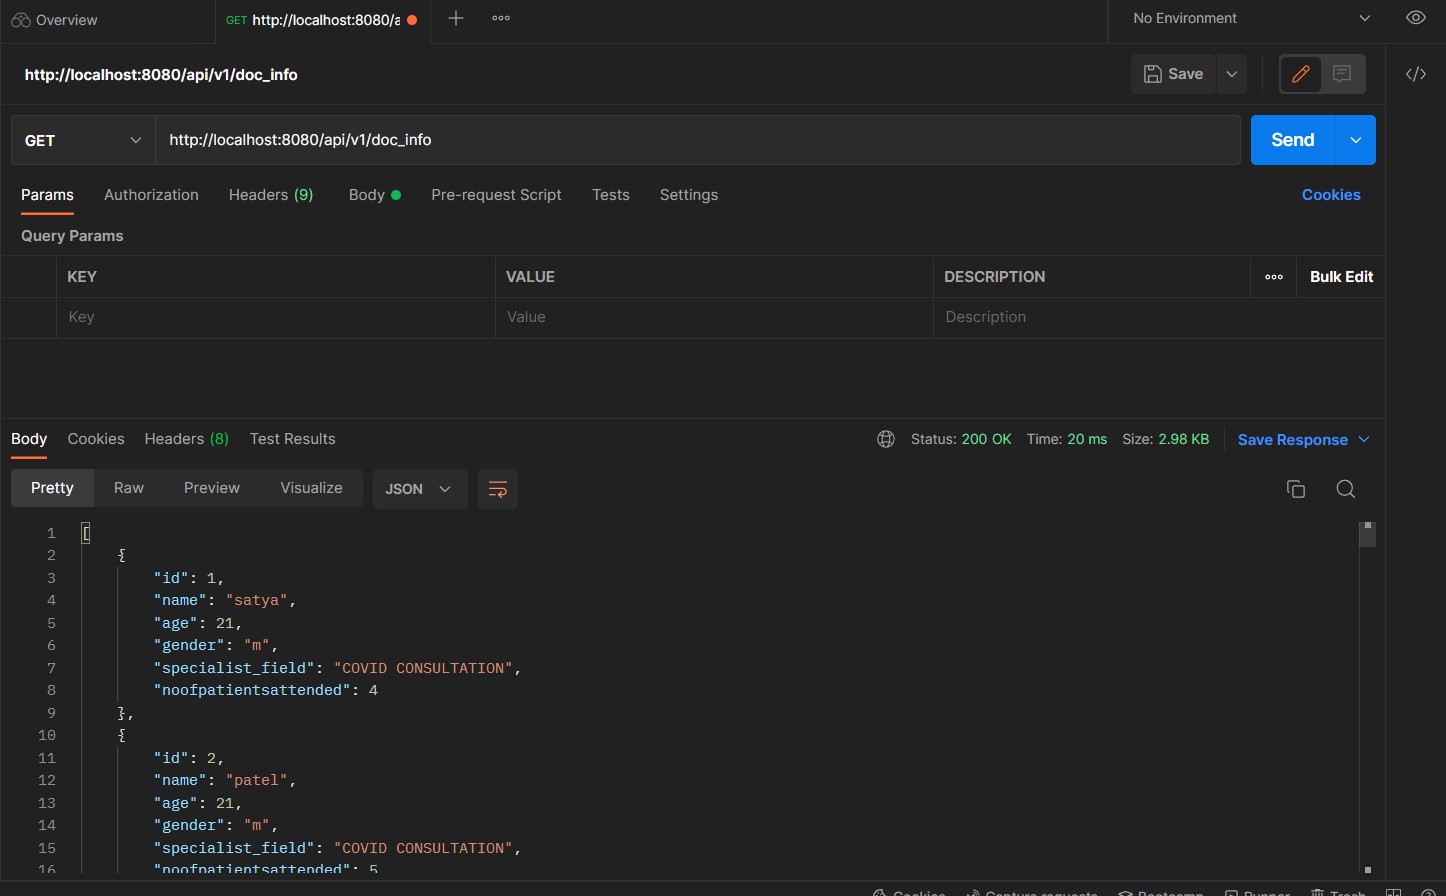 Overview
GET http://localhost:8080/a
No Environment
http://localhost:8080/api/v1/doc_info
Save
GET
http://localhost:8080/api/v1/doc_info
Send
Params Authorization Headers (9) Body Pre-request Script Tests Settings Cookies
Query Params
KEY VALUE DESCRIPTION Bulk Edit
Key Value Description
Body Cookies Headers (8) Test Results Status: 200 OK Time: 20 ms Size: 2.98 KB Save Response
Pretty Raw Preview Visualize JSON
1 [
2 {
3 "id": 1,
4 "name": "satya",
5 "age": 21,
6 "gender": "m",
7 "specialist_field": "COVID CONSULTATION",
8 "noofpatientsattended": 4
9 },
10 {
11 "id": 2,
12 "name": "patel",
13 "age": 21,
14 "gender": "m",
15 "specialist_field": "COVID CONSULTATION",
16 "noofpatientsattended": 5
Cookies Capture requests Bootcamp Runner Trash